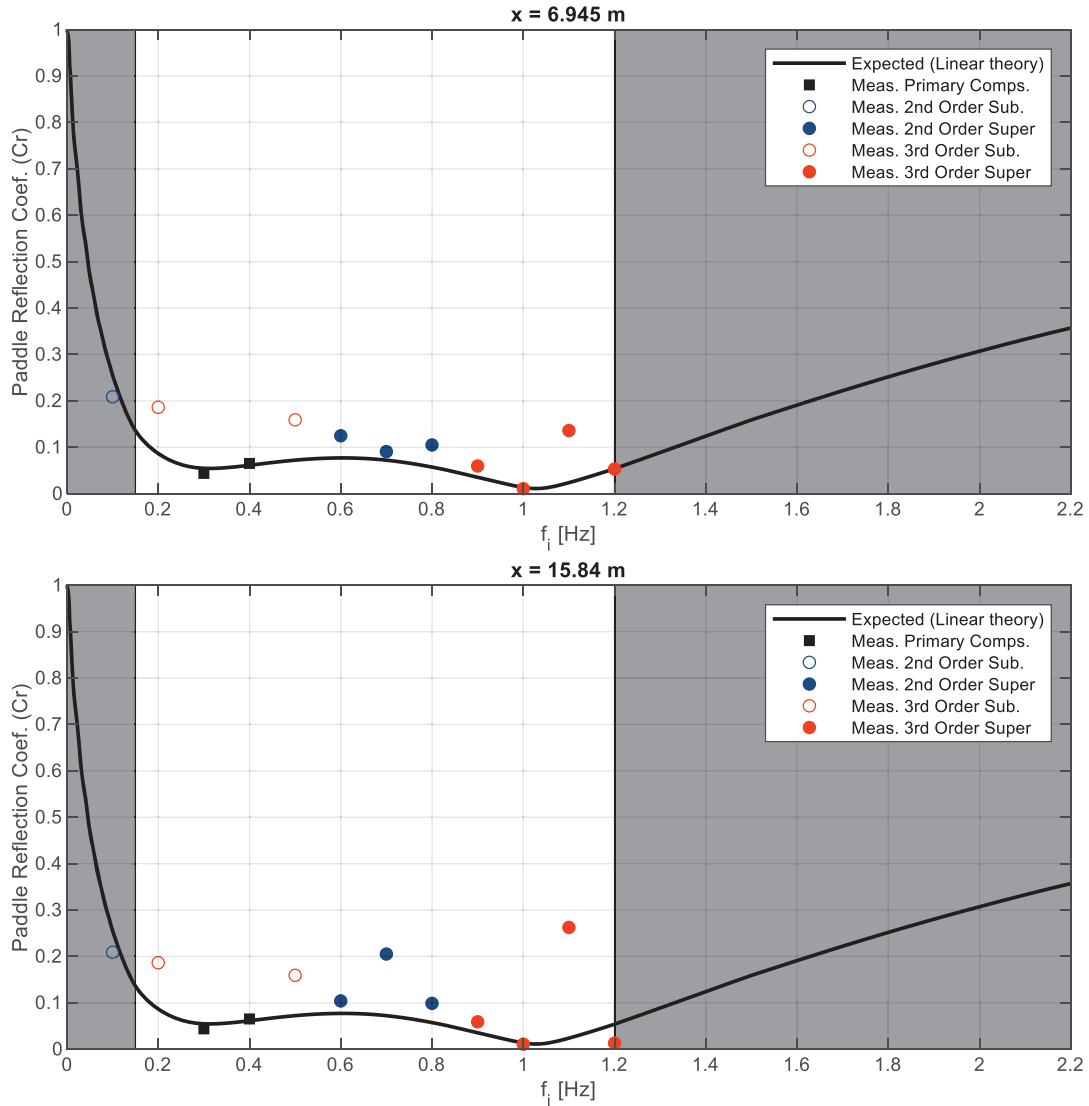 x = 6.945 m
1
0.9
0.8
0.7
0.6
0.5
0.4
0.3
0.2
0.1
0
Paddle Reflection Coef. (Cr)
Expected (Linear theory)
Meas. Primary Comps.
Meas. 2nd Order Sub.
Meas. 2nd Order Super
Meas. 3rd Order Sub.
Meas. 3rd Order Super
0 0.2 0.4 0.6 0.8 1 1.2 1.4 1.6 1.8 2 2.2
f_i [Hz]
x = 15.84 m
1
0.9
0.8
0.7
0.6
0.5
0.4
0.3
0.2
0.1
0
Paddle Reflection Coef. (Cr)
Expected (Linear theory)
Meas. Primary Comps.
Meas. 2nd Order Sub.
Meas. 2nd Order Super
Meas. 3rd Order Sub.
Meas. 3rd Order Super
0 0.2 0.4 0.6 0.8 1 1.2 1.4 1.6 1.8 2 2.2
f_i [Hz]